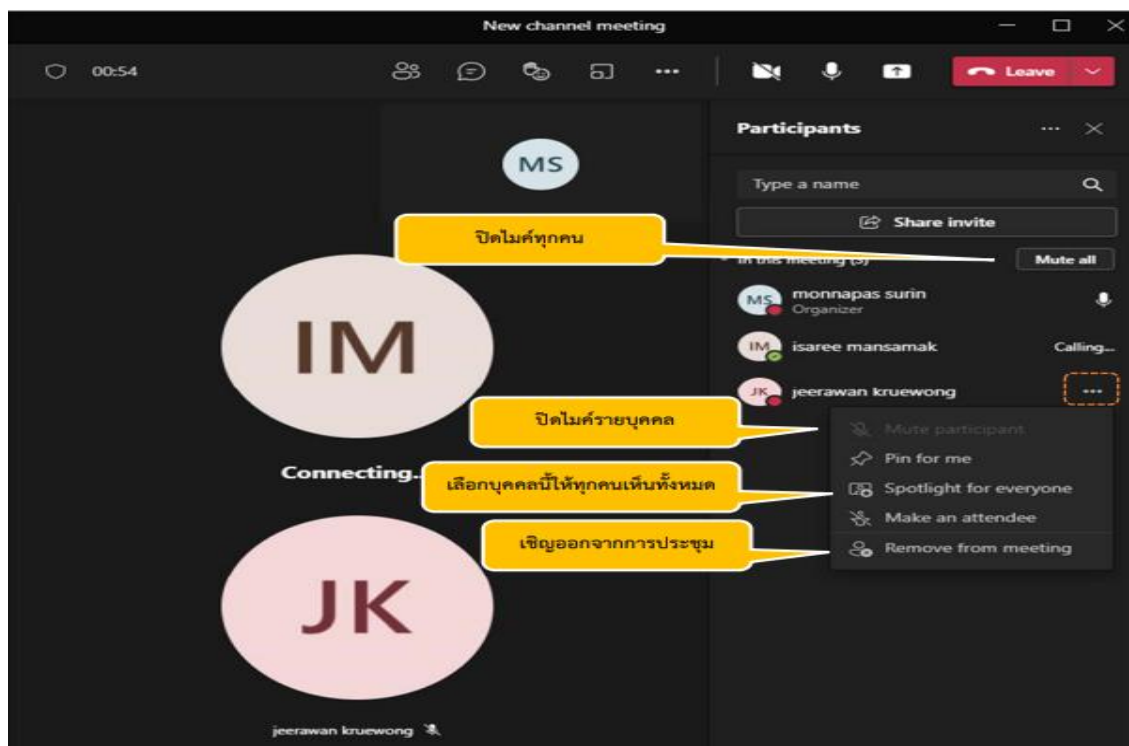 New channel meeting
00:54
Leave
Participants
MS
Type a name
Share invite
ปิดไมค์ทุกคน
In this meeting (3)
Mute all
MS
monnapas surin
Organizer
IM
IM
isaree mansamak
Calling...
JK
jeerawan kruewong
ปิดไมค์รายบุคคล
Mute participant
Pin for me
Connecting..
เลือกบุคคลนี้ให้ทุกคนเห็นทั้งหมด
Spotlight for everyone
Make an attendee
เชิญออกจากการประชุม
Remove from meeting
JK
jeerawan kruewong